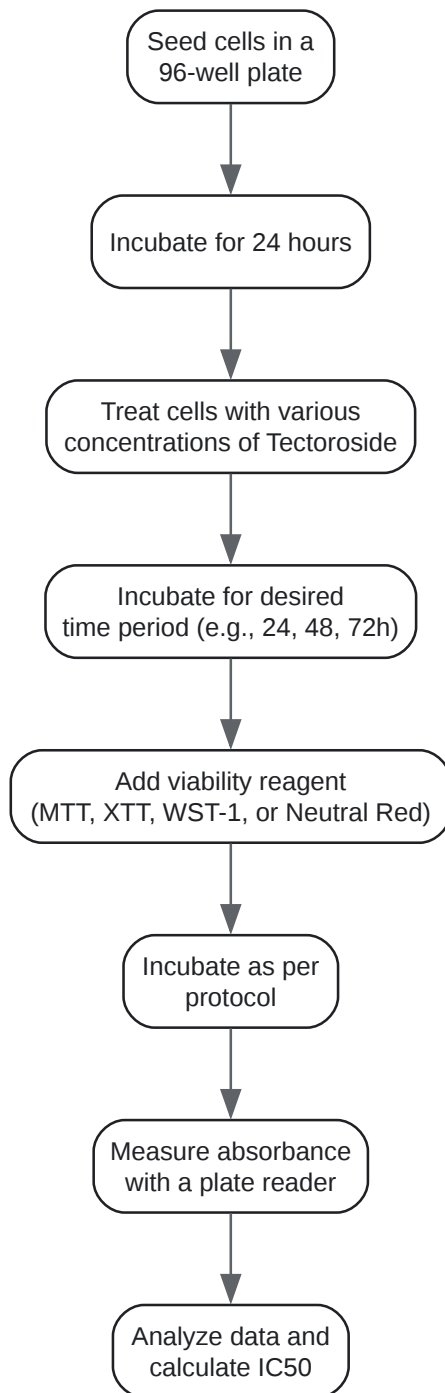 Seed cells in a
96-well plate
Incubate for 24 hours
Treat cells with various
concentrations of Tectoroside
Incubate for desired
time period (e.g., 24, 48, 72h)
Add viability reagent
(MTT, XTT, WST-1, or Neutral Red)
Incubate as per
protocol
Measure absorbance
with a plate reader
Analyze data and
calculate IC50